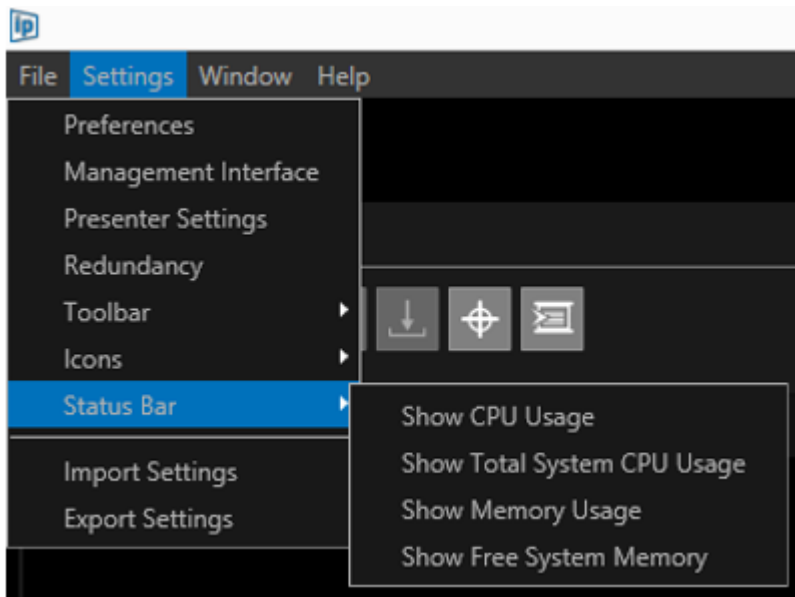 ip
File Settings Window Help
Preferences
Management Interface
Presenter Settings
Redundancy
Toolbar
Icons
Status Bar
Import Settings
Export Settings
Show CPU Usage
Show Total System CPU Usage
Show Memory Usage
Show Free System Memory